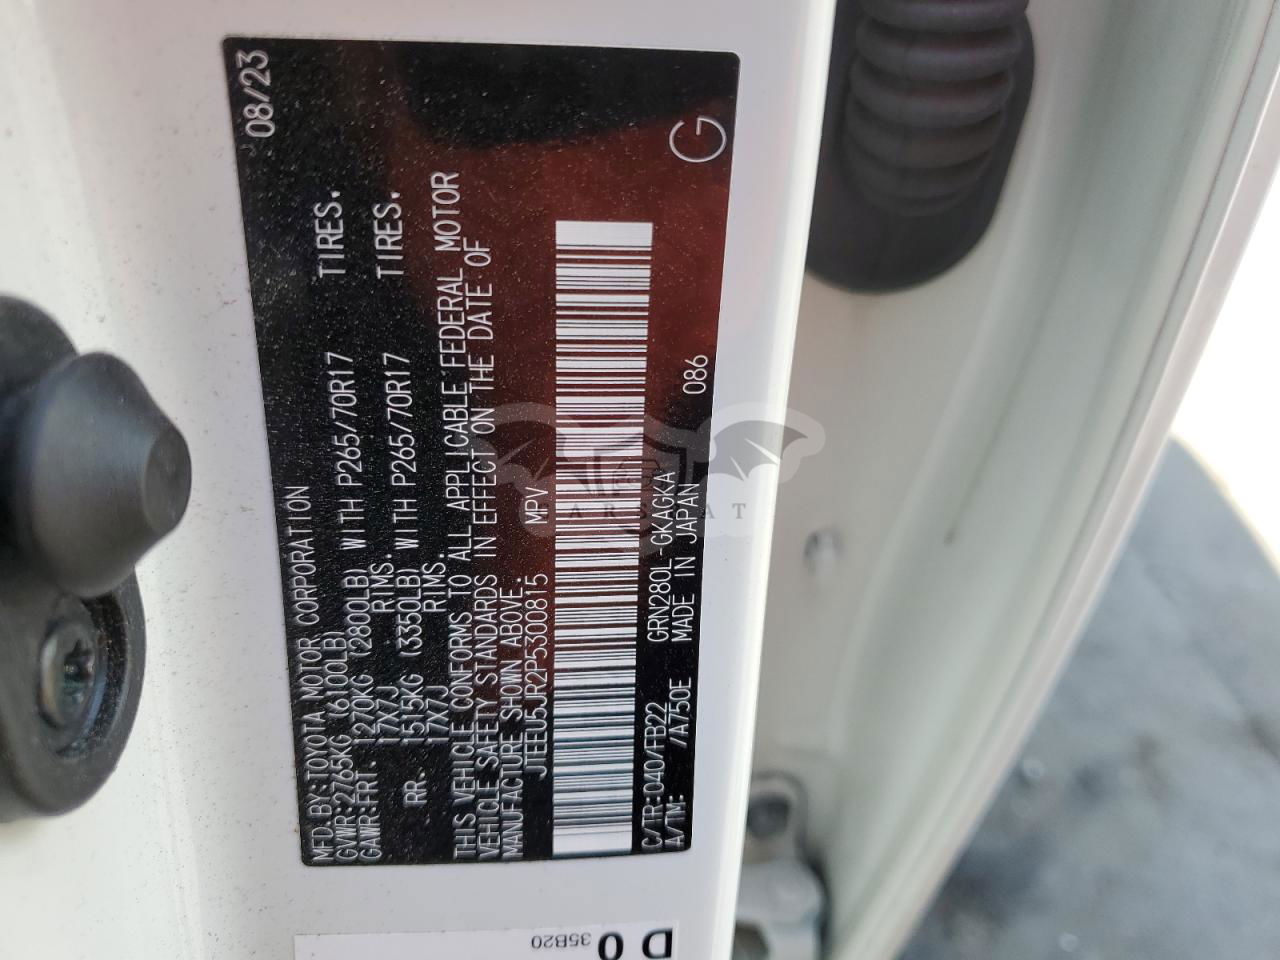 MFD.BY:TOYOTA MOTOR CORPORATION 08/23
GVWR:2765KG (6100LB)
GAWR:FRT. 1270KG (2800LB) WITH P265/70R17 TIRES.
17X7J RIMS.
RR. 1515KG (3350LB) WITH P265/70R17 TIRES.
17X7J RIMS.
THIS VEHICLE CONFORMS TO ALL APPLICABLE FEDERAL MOTOR
VEHICLE SAFETY STANDARDS IN EFFECT ON THE DATE OF
MANUFACTURE SHOWN ABOVE.
JTEEU5JR2P5300815 MPV
C/TR:040/FB22 GRN280L-GKAGKA
A/TM: /A750E MADE IN JAPAN 086
G
D 0
35B20